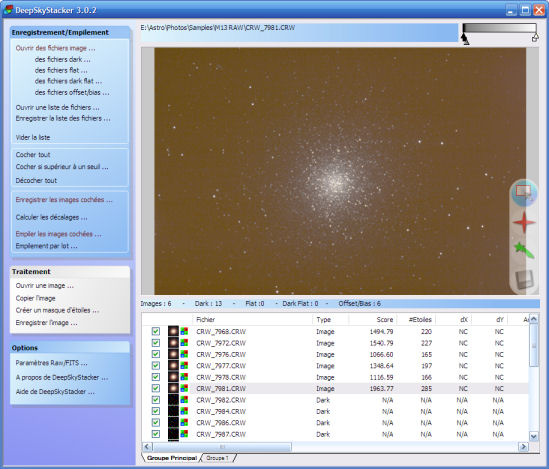 DeepSkyStacker 3.0.2
Enregistrement/Empilement
Ouvrir des fichiers image ...
des fichiers dark ...
des fichiers flat ...
des fichiers dark flat ...
des fichiers offset/bias ...
Ouvrir une liste de fichiers ...
Enregistrer la liste des fichiers ...
Vider la liste
Cocher tout
Cocher si supérieur à un seuil ...
Décocher tout
Enregistrer les images cochées ...
Calculer les décalages ...
Empiler les images cochées ...
Empilement par lot ...
Traitement
Ouvrir une image ...
Copier l'image
Créer un masque d'étoiles ...
Enregistrer l'image ...
Options
Paramètres Raw/FITS ...
A propos de DeepSkyStacker ...
Aide de DeepSkyStacker ...
E:\Astro\Photos\Samples\M13 RAW\CRW_7981.CRW
Images : 6 - Dark : 13 - Flat :0 - Dark Flat : 0 - Offset/Bias : 6
Fichier Type Score #Etoiles dX dY
CRW_7968.CRW Image 1494.79 220 NC NC
CRW_7972.CRW Image 1540.79 227 NC NC
CRW_7976.CRW Image 1066.60 165 NC NC
CRW_7977.CRW Image 1348.64 197 NC NC
CRW_7978.CRW Image 1116.59 166 NC NC
CRW_7981.CRW Image 1963.77 285 NC NC
CRW_7982.CRW Dark N/A N/A N/A N/A
CRW_7984.CRW Dark N/A N/A N/A N/A
CRW_7986.CRW Dark N/A N/A N/A N/A
CRW_7987.CRW Dark N/A N/A N/A N/A
Groupe Principal Groupe 1